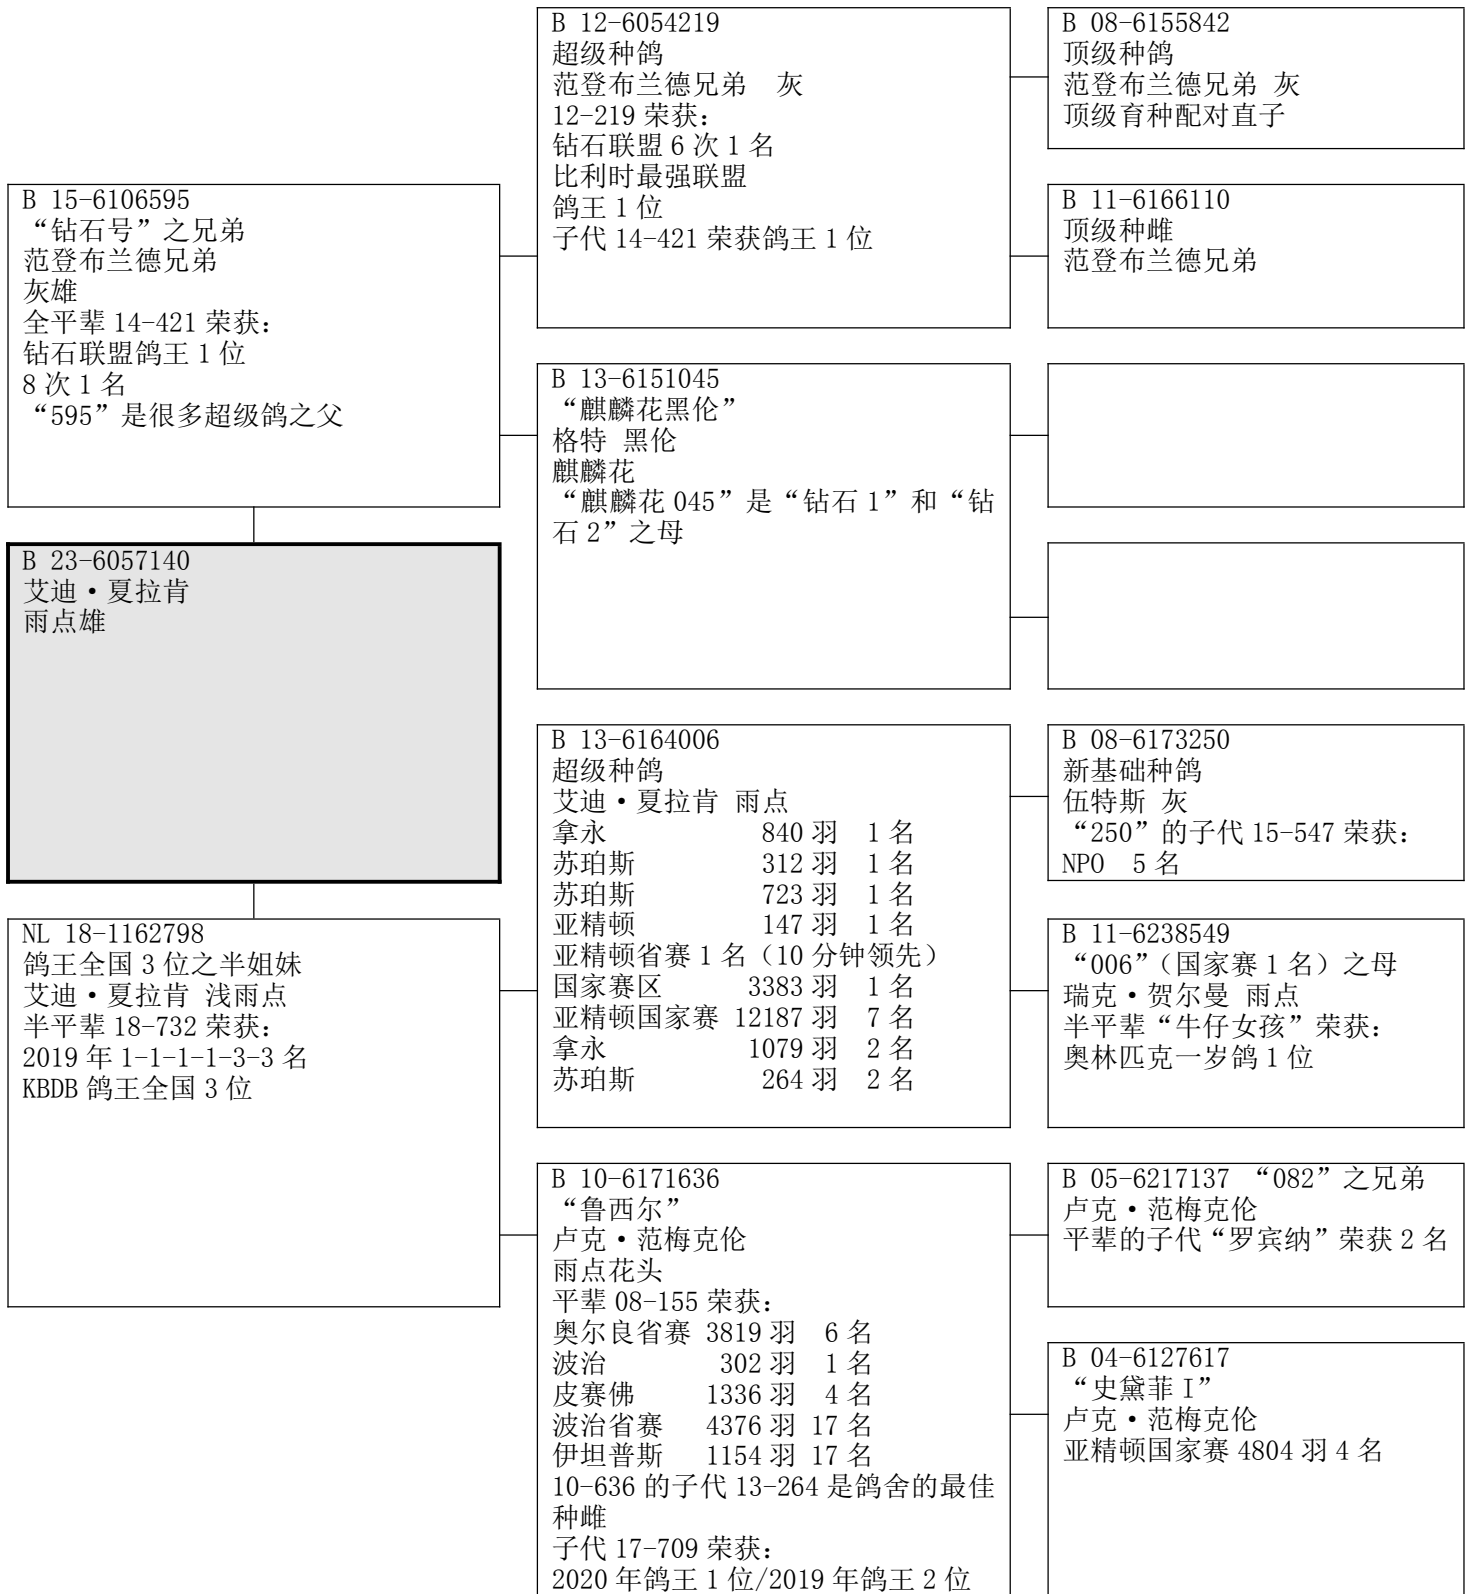 B 12-6054219
超级种鸽
范登布兰德兄弟 灰
12-219 荣获：
钻石联盟 6 次 1 名
比利时最强联盟
鸽王 1 位
子代 14-421 荣获鸽王 1 位
B 08-6155842
顶级种鸽
范登布兰德兄弟 灰
顶级育种配对直子
B 15-6106595
“钻石号”之兄弟
范登布兰德兄弟
灰雄
全平辈 14-421 荣获：
钻石联盟鸽王 1 位
8 次 1 名
“595”是很多超级鸽之父
B 11-6166110
顶级种雌
范登布兰德兄弟
B 13-6151045
“麒麟花黑伦”
格特 黑伦
麒麟花
“麒麟花 045”是“钻石 1”和“钻
石 2”之母
B 23-6057140
艾迪·夏拉肯
雨点雄
B 13-6164006
超级种鸽
艾迪·夏拉肯 雨点
拿永 840 羽 1 名
苏珀斯 312 羽 1 名
苏珀斯 723 羽 1 名
亚精顿 147 羽 1 名
亚精顿省赛 1 名（10 分钟领先）
国家赛区 3383 羽 1 名
亚精顿国家赛 12187 羽 7 名
拿永 1079 羽 2 名
苏珀斯 264 羽 2 名
B 08-6173250
新基础种鸽
伍特斯 灰
“250”的子代 15-547 荣获：
NPO 5 名
NL 18-1162798
鸽王全国 3 位之半姐妹
艾迪·夏拉肯 浅雨点
半平辈 18-732 荣获：
2019 年 1-1-1-1-3-3 名
KBDB 鸽王全国 3 位
B 11-6238549
“006”（国家赛 1 名）之母
瑞克·贺尔曼 雨点
半平辈“牛仔女孩”荣获：
奥林匹克一岁鸽 1 位
B 10-6171636
“鲁西尔”
卢克·范梅克伦
雨点花头
平辈 08-155 荣获：
奥尔良省赛 3819 羽 6 名
波治 302 羽 1 名
皮赛佛 1336 羽 4 名
波治省赛 4376 羽 17 名
伊坦普斯 1154 羽 17 名
10-636 的子代 13-264 是鸽舍的最佳
种雌
子代 17-709 荣获：
2020 年鸽王 1 位/2019 年鸽王 2 位
B 05-6217137 “082”之兄弟
卢克·范梅克伦
平辈的子代“罗宾纳”荣获 2 名
B 04-6127617
“史黛菲 I”
卢克·范梅克伦
亚精顿国家赛 4804 羽 4 名